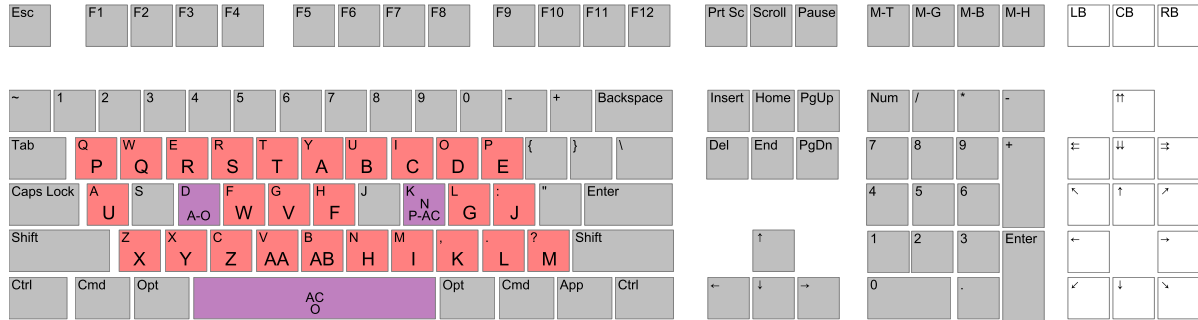 Esc F1 F2 F3 F4 F5 F6 F7 F8 F9 F10 F11 F12 Prt Sc Scroll Pause M-T M-G M-B M-H LB CB RB
~ 1 2 3 4 5 6 7 8 9 0 - + Backspace Insert Home PgUp Num / * - ⇈
Tab Q W E R T Y U I O P { } \ Del End PgDn 7 8 9 + ⇇ ⇊ ⇉
P Q R S T A B C D E
Caps Lock A S D F G H J K L : " Enter 4 5 6 ↖ ↑ ↗
U A-O W V F N P-AC G J
Shift Z X C V B N M , . ? Shift ↑ 1 2 3 Enter ← →
X Y Z AA AB H I K L M
Ctrl Cmd Opt Opt Cmd App Ctrl ← ↓ → 0 . ↙ ↓ ↘
AC
O